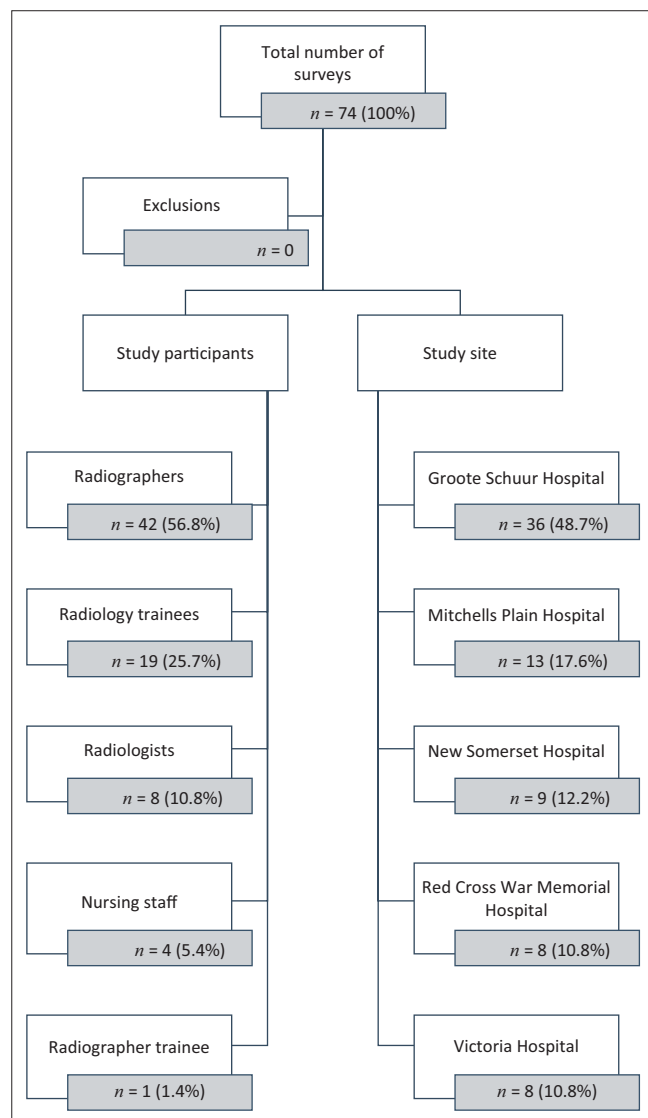 Total number of
surveys
n = 74 (100%)
Exclusions
n = 0
Study participants
Study site
Radiographers
n = 42 (56.8%)
Radiology trainees
n = 19 (25.7%)
Radiologists
n = 8 (10.8%)
Nursing staff
n = 4 (5.4%)
Radiographer trainee
n = 1 (1.4%)
Groote Schuur Hospital
n = 36 (48.7%)
Mitchells Plain Hospital
n = 13 (17.6%)
New Somerset Hospital
n = 9 (12.2%)
Red Cross War Memorial
Hospital
n = 8 (10.8%)
Victoria Hospital
n = 8 (10.8%)